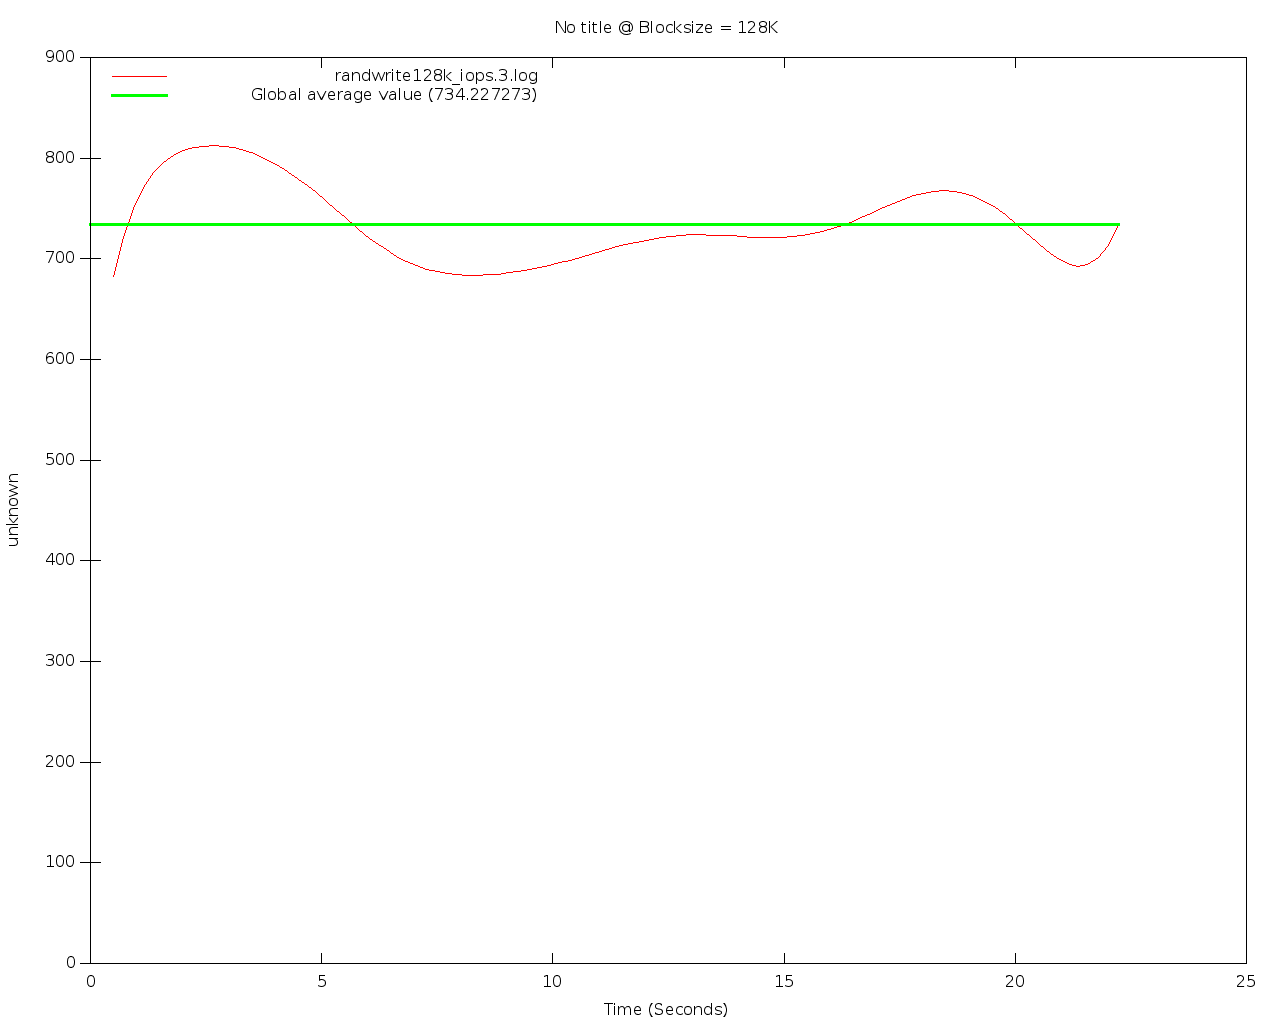 No title @ Blocksize = 128K
randwrite128k_iops.3.log
Global average value (734.227273)
900
800
700
600
500
400
300
200
100
0
unknown
0 5 10 15 20 25
Time (Seconds)